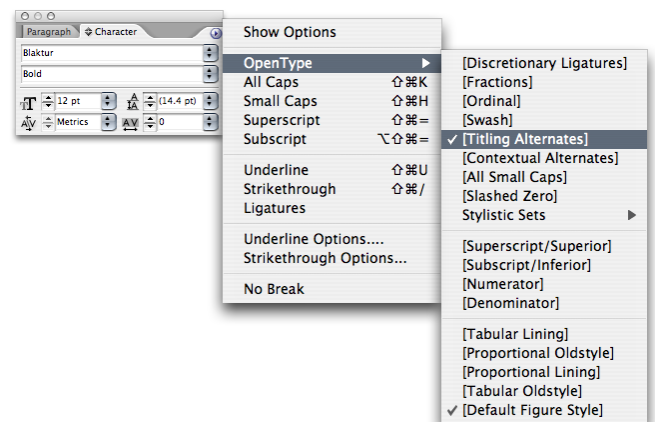 Paragraph Character
Blaktur
Bold
12 pt (14.4 pt)
Metrics 0
Show Options
OpenType
All Caps ⇧⌘K
Small Caps ⇧⌘H
Superscript ⇧⌘=
Subscript ⌥⇧⌘=
Underline ⇧⌘U
Strikethrough ⇧⌘/
Ligatures
Underline Options....
Strikethrough Options...
No Break
[Discretionary Ligatures]
[Fractions]
[Ordinal]
[Swash]
✓ [Titling Alternates]
[Contextual Alternates]
[All Small Caps]
[Slashed Zero]
Stylistic Sets
[Superscript/Superior]
[Subscript/Inferior]
[Numerator]
[Denominator]
[Tabular Lining]
[Proportional Oldstyle]
[Proportional Lining]
[Tabular Oldstyle]
✓ [Default Figure Style]